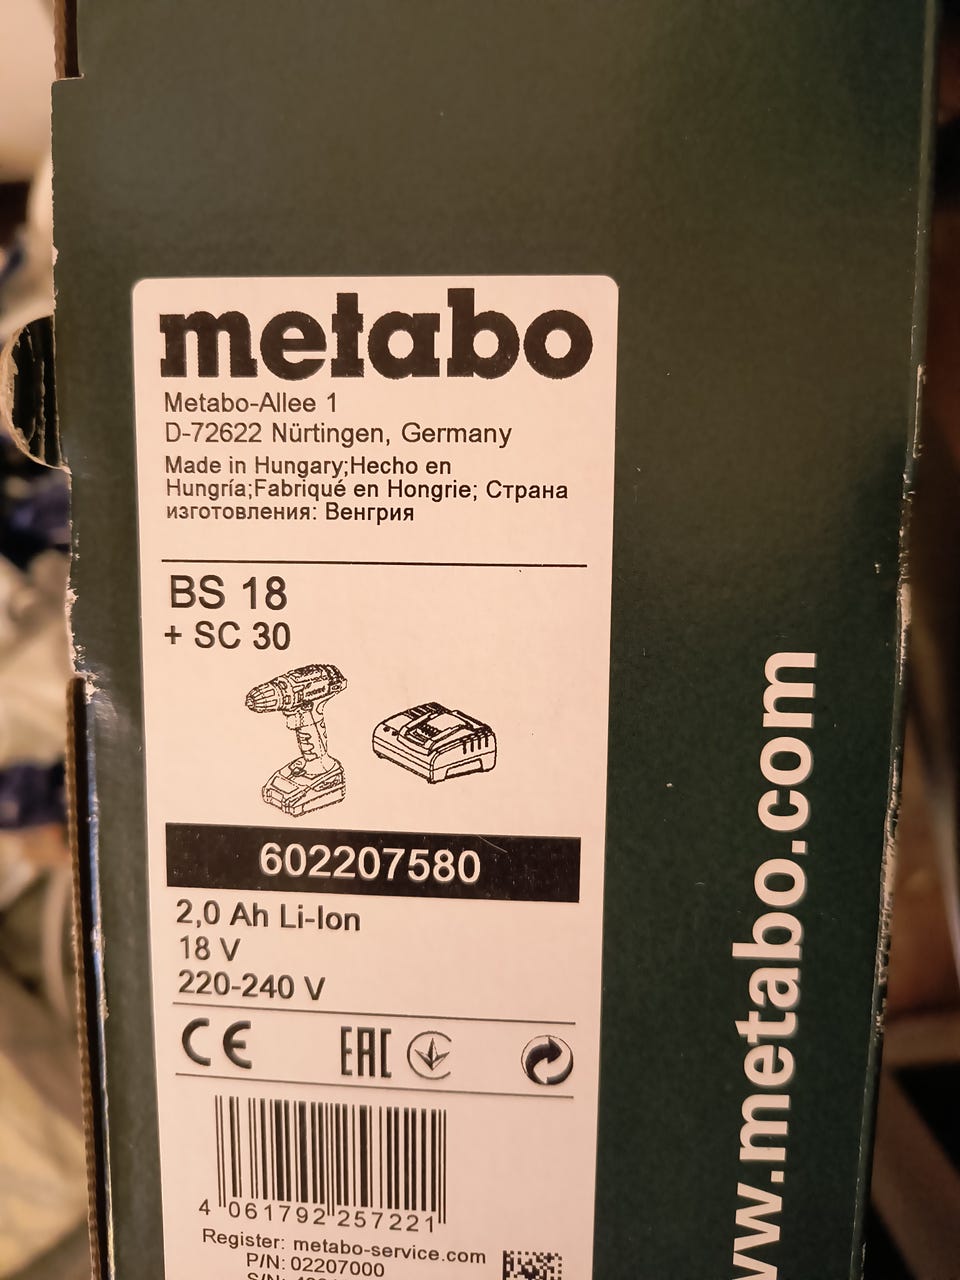 metabo
Metabo-Allee 1
D-72622 Nürtingen, Germany
Made in Hungary;Hecho en
Hungría;Fabriqué en Hongrie; Страна
изготовления: Венгрия
BS 18
+ SC 30
602207580
2,0 Ah Li-Ion
18 V
220-240 V
CE EAC
4 061792 257221
Register: metabo-service.com
P/N: 02207000
S/N:
www.metabo.com